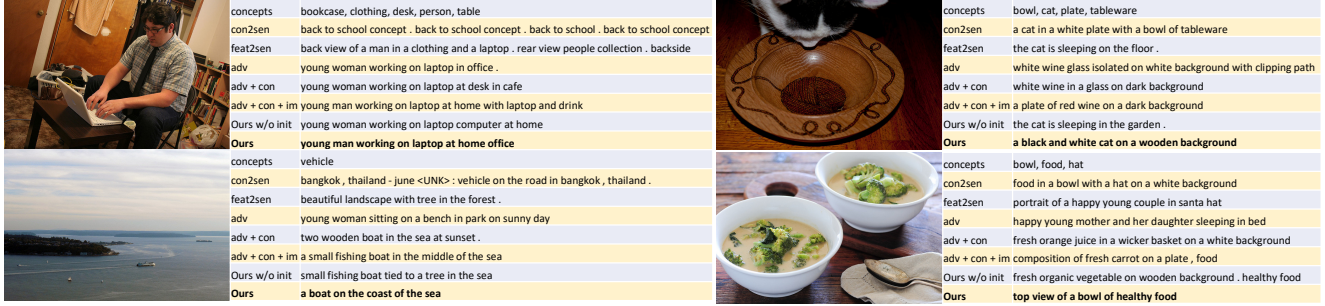 concepts bookcase, clothing, desk, person, table
con2sen back to school concept . back to school concept . back to school . back to school concept
feat2sen back view of a man in a clothing and a laptop . rear view people collection . backside
adv young woman working on laptop in office .
adv + con young woman working on laptop at desk in cafe
adv + con + im young man working on laptop at home with laptop and drink
Ours w/o init young woman working on laptop computer at home
Ours young man working on laptop at home office
concepts vehicle
con2sen bangkok , thailand - june <UNK> : vehicle on the road in bangkok , thailand .
feat2sen beautiful landscape with tree in the forest .
adv young woman sitting on a bench in park on sunny day
adv + con two wooden boat in the sea at sunset .
adv + con + im a small fishing boat in the middle of the sea
Ours w/o init small fishing boat tied to a tree in the sea
Ours a boat on the coast of the sea
concepts bowl, cat, plate, tableware
con2sen a cat in a white plate with a bowl of tableware
feat2sen the cat is sleeping on the floor .
adv white wine glass isolated on white background with clipping path
adv + con white wine in a glass on dark background
adv + con + im a plate of red wine on a dark background
Ours w/o init the cat is sleeping in the garden .
Ours a black and white cat on a wooden background
concepts bowl, food, hat
con2sen food in a bowl with a hat on a white background
feat2sen portrait of a happy young couple in santa hat
adv happy young mother and her daughter sleeping in bed
adv + con fresh orange juice in a wicker basket on a white background
adv + con + im composition of fresh carrot on a plate , food
Ours w/o init fresh organic vegetable on wooden background . healthy food
Ours top view of a bowl of healthy food